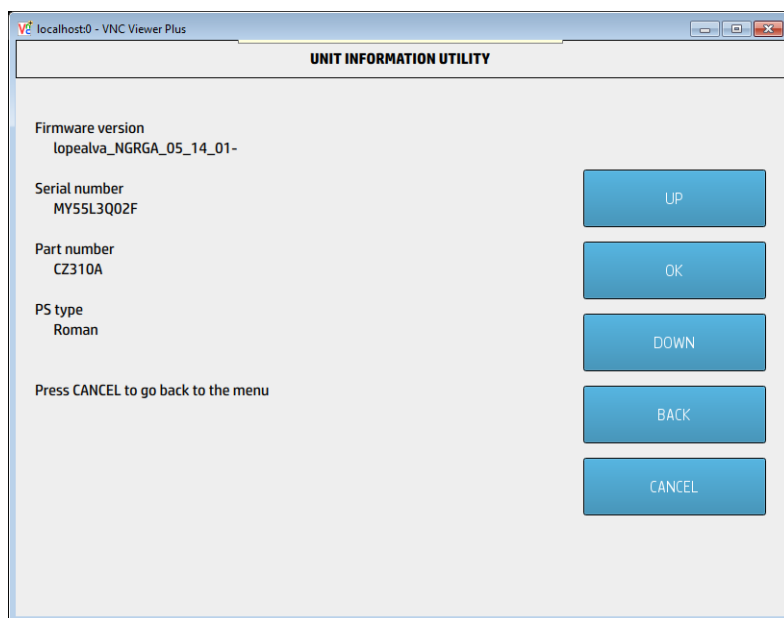 localhost:0 - VNC Viewer Plus
UNIT INFORMATION UTILITY
Firmware version
lopealva_NGRGA_05_14_01-
Serial number
MY55L3Q02F
UP
Part number
CZ310A
OK
PS type
Roman
DOWN
Press CANCEL to go back to the menu
BACK
CANCEL